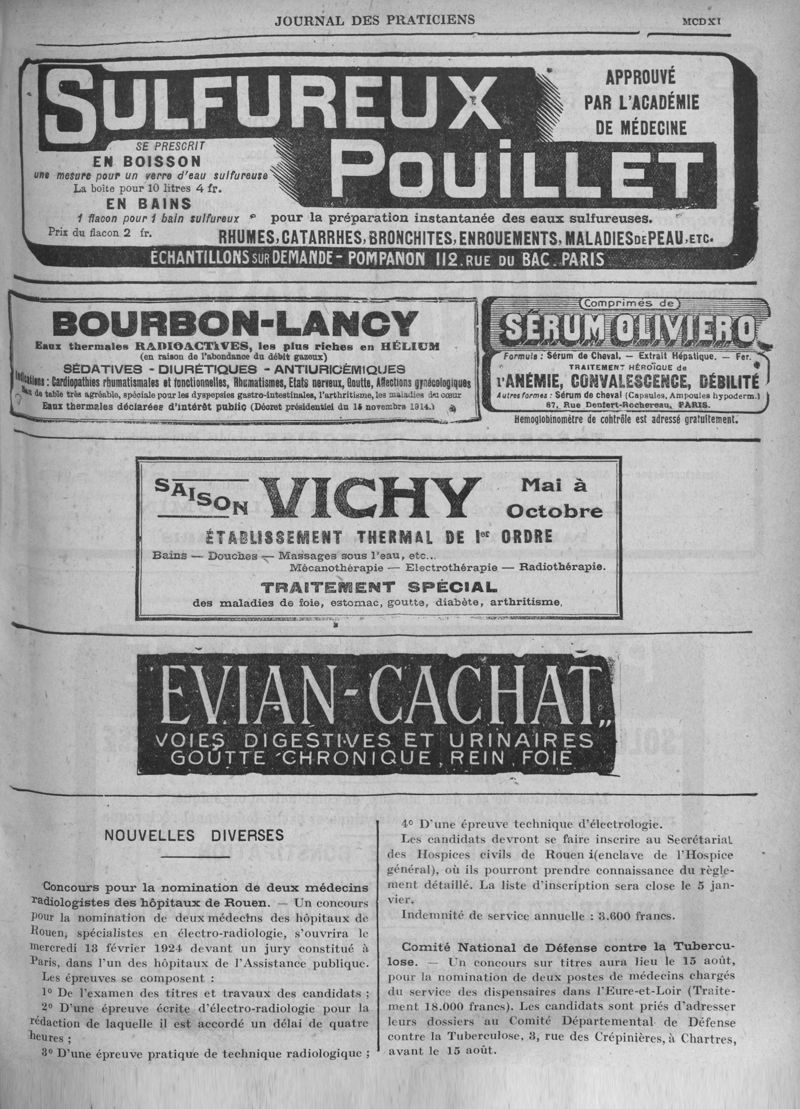 JOURNAL DES PRATICIENS
MCDXI
SULFUREUX
POUILLET
APPROUVÉ
PAR L'ACADÉMIE
DE MÉDECINE
SE PRESCRIT
EN BOISSON
une mesure pour un verre d'eau sulfureuse
La boîte pour 10 litres 4 fr.
EN BAINS
1 flacon pour 1 bain sulfureux
Prix du flacon 2 fr.
pour la préparation instantanée des eaux sulfureuses.
RHUMES, CATARRHES, BRONCHITES, ENROUEMENTS, MALADIES DE PEAU, ETC.
ÉCHANTILLONS SUR DEMANDE - POMPANON 112. RUE DU BAC. PARIS
BOURBON-LANCY
Eaux thermales RADIOACTIVES, les plus riches en HÉLIUM
(en raison de l'abondance du débit gazeux)
SÉDATIVES - DIURÉTIQUES - ANTIURICÉMIQUES
Indications : Cardiopathies rhumatismales et fonctionnelles, Rhumatismes, Etats nerveux, Goutte, Affections gynécologiques
Eau de table très agréable, spéciale pour les dyspepsies gastro-intestinales, l'arthritisme, les maladies du cœur
Eaux thermales déclarées d'intérêt public (Décret présidentiel du 15 novembre 1914.)
(Comprimés de)
SÉRUM OLIVIERO
Formule : Sérum de Cheval. — Extrait Hépatique. — Fer.
TRAITEMENT HÉROÏQUE de
l'ANÉMIE, CONVALESCENCE, DÉBILITÉ
Autres formes : Sérum de cheval (Capsules, Ampoules hypoderm.)
67, Rue Denfert-Rochereau, PARIS.
Hémoglobinomètre de contrôle est adressé gratuitement.
SAISON
VICHY
Mai à
Octobre
ÉTABLISSEMENT THERMAL DE 1er ORDRE
Bains — Douches — Massages sous l'eau, etc..
Mécanothérapie — Electrothérapie — Radiothérapie.
TRAITEMENT SPÉCIAL
des maladies de foie, estomac, goutte, diabète, arthritisme,
"EVIAN-CACHAT"
VOIES DIGESTIVES ET URINAIRES
GOUTTE CHRONIQUE, REIN, FOIE
NOUVELLES DIVERSES
Concours pour la nomination de deux médecins
radiologistes des hôpitaux de Rouen. — Un concours
pour la nomination de deux médecins des hôpitaux de
Rouen, spécialistes en électro-radiologie, s'ouvrira le
mercredi 13 février 1924 devant un jury constitué à
Paris, dans l'un des hôpitaux de l'Assistance publique.
Les épreuves se composent :
1º De l'examen des titres et travaux des candidats ;
2º D'une épreuve écrite d'électro-radiologie pour la
rédaction de laquelle il est accordé un délai de quatre
heures ;
3º D'une épreuve pratique de technique radiologique ;
4º D'une épreuve technique d'électrologie.
Les candidats devront se faire inscrire au Secrétariat
des Hospices civils de Rouen i(enclave de l'Hospice
général), où ils pourront prendre connaissance du règle-
ment détaillé. La liste d'inscription sera close le 5 jan-
vier.
Indemnité de service annuelle : 3.600 francs.
Comité National de Défense contre la Tubercu-
lose. — Un concours sur titres aura lieu le 15 août,
pour la nomination de deux postes de médecins chargés
du service des dispensaires dans l'Eure-et-Loir (Traite-
ment 18.000 francs). Les candidats sont priés d'adresser
leurs dossiers au Comité Départemental de Défense
contre la Tuberculose, 3, rue des Crépinières, à Chartres,
avant le 15 août.